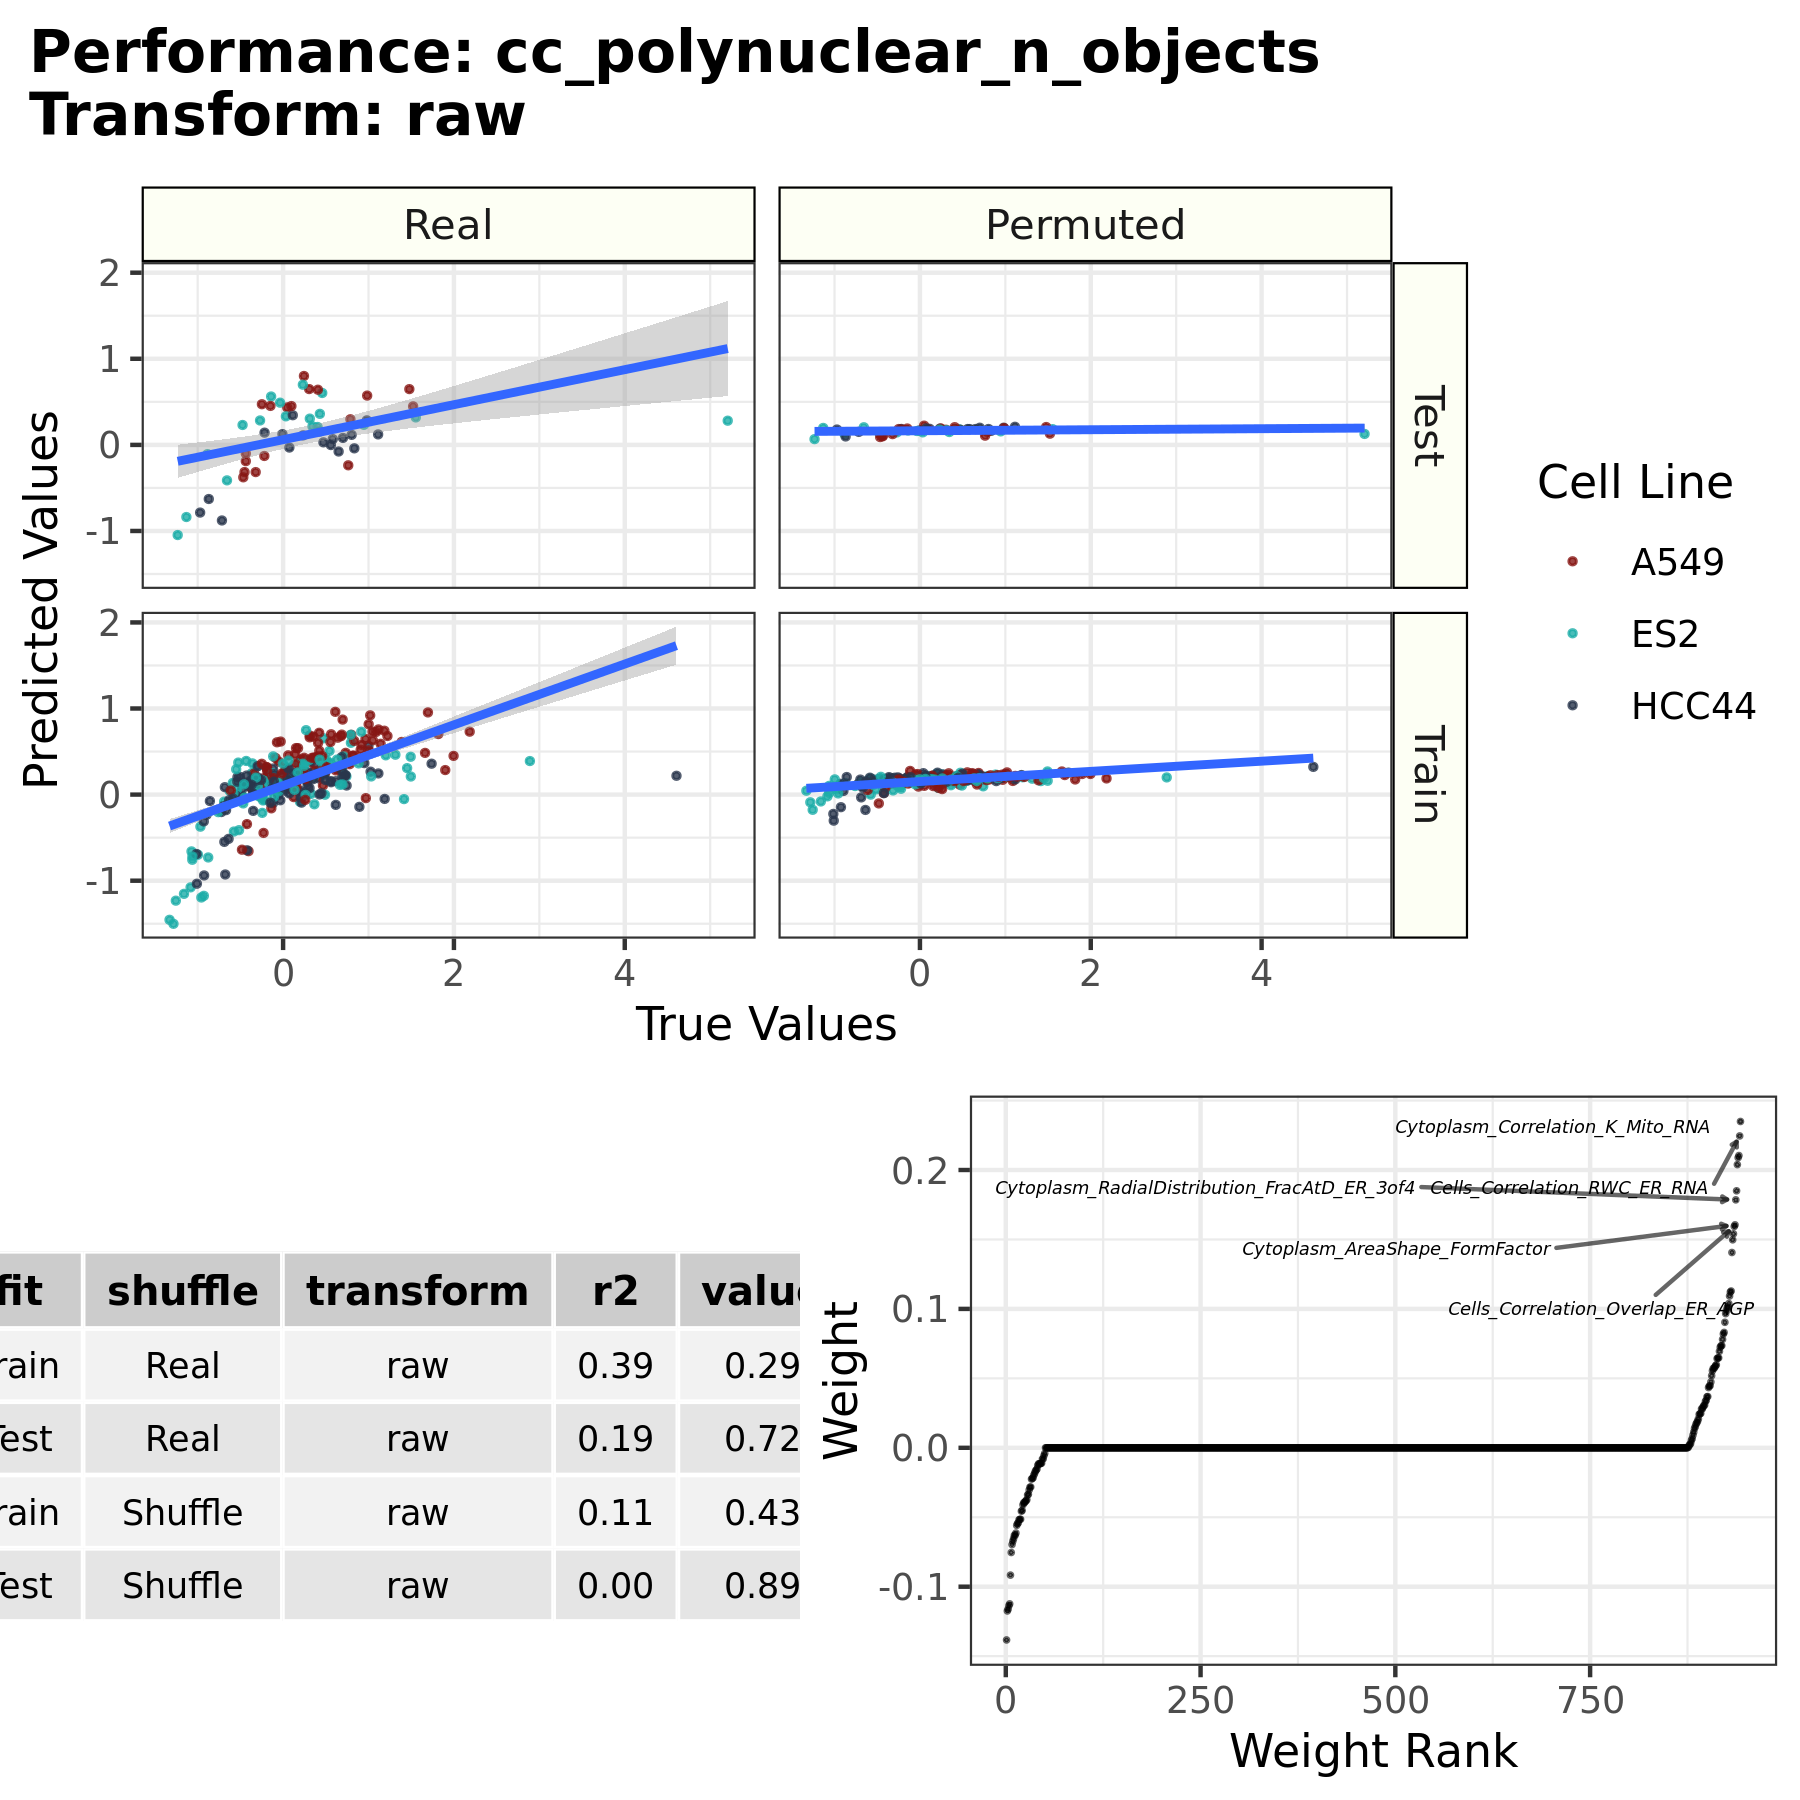 Performance: cc_polynuclear_n_objects
Transform: raw
Real
Permuted
2
1
0
-1
Test
2
1
0
-1
Train
Predicted Values
0
2
4
0
2
4
True Values
Cell Line
A549
ES2
HCC44
fit shuffle transform r2 value
rain Real raw 0.39 0.29
Test Real raw 0.19 0.72
rain Shuffle raw 0.11 0.43
Test Shuffle raw 0.00 0.89
Weight
0.2
0.1
0.0
-0.1
Cytoplasm_Correlation_K_Mito_RNA
Cytoplasm_RadialDistribution_FracAtD_ER_3of4
Cells_Correlation_RWC_ER_RNA
Cytoplasm_AreaShape_FormFactor
Cells_Correlation_Overlap_ER_AGP
0
250
500
750
Weight Rank